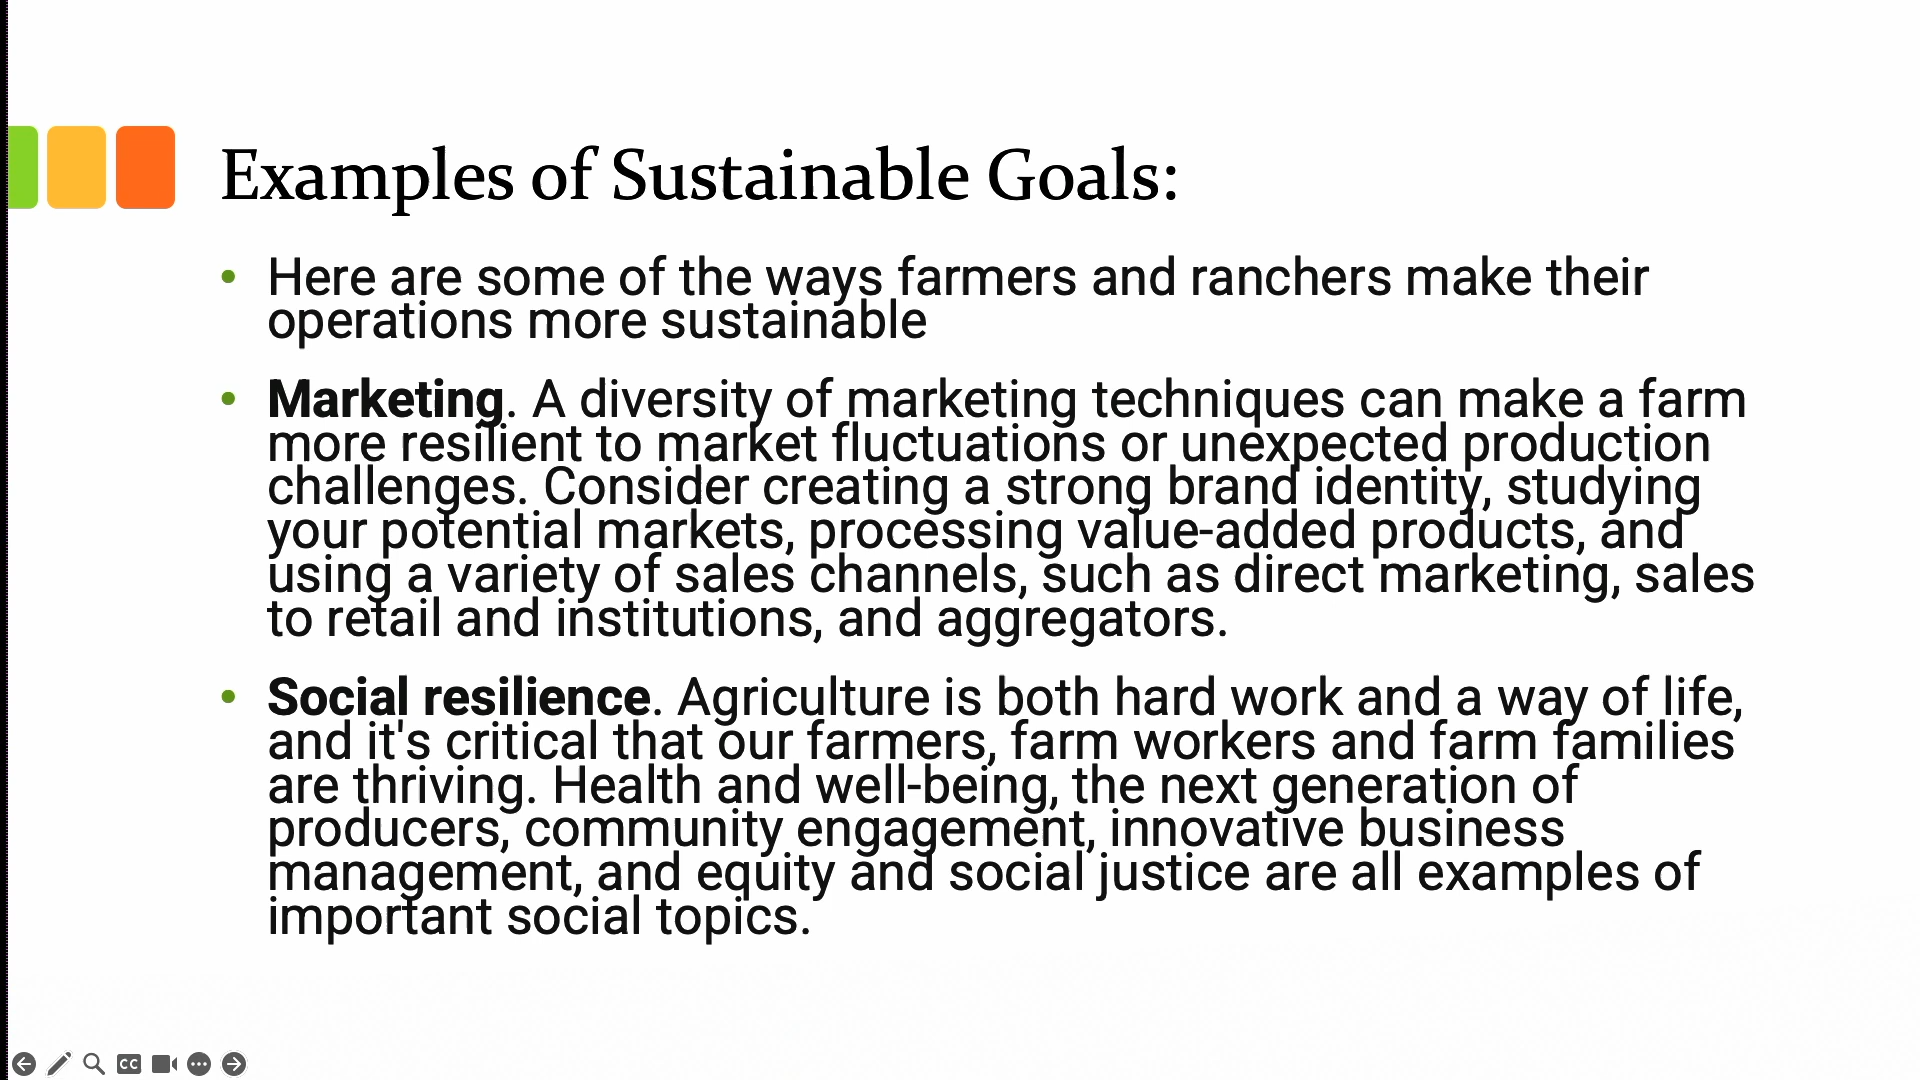 Examples of Sustainable Goals:
• Here are some of the ways farmers and ranchers make their
operations more sustainable
• Marketing. A diversity of marketing techniques can make a farm
more resilient to market fluctuations or unexpected production
challenges. Consider creating a strong brand identity, studying
your potential markets, processing value-added products, and
using a variety of sales channels, such as direct marketing, sales
to retail and institutions, and aggregators.
• Social resilience. Agriculture is both hard work and a way of life,
and it's critical that our farmers, farm workers and farm families
are thriving. Health and well-being, the next generation of
producers, community engagement, innovative business
management, and equity and social justice are all examples of
important social topics.
CC